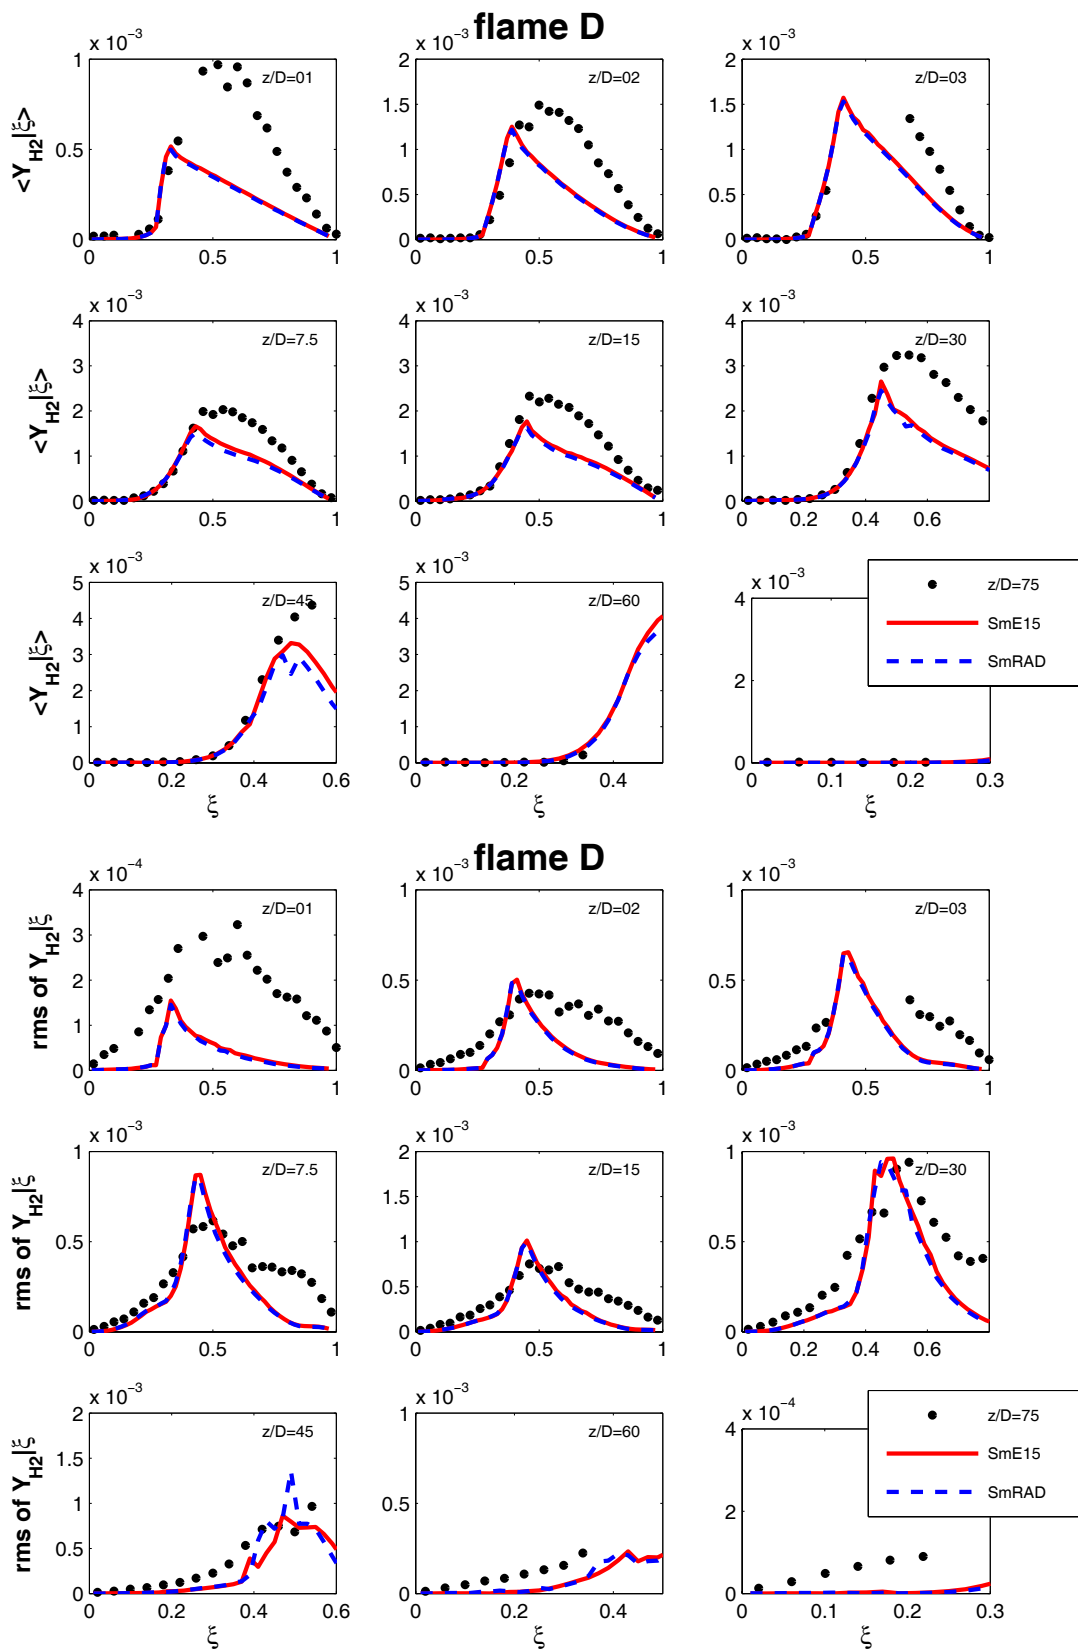 flame D
x 10⁻³ x 10⁻³ x 10⁻³
<Y_H2|ξ>
z/D=01 z/D=02 z/D=03
1 2 2
1.5 1.5
0.5 1 1
0.5 0.5
0 0 0
0 0.5 1 0 0.5 1 0 0.5 1
x 10⁻³ x 10⁻³ x 10⁻³
<Y_H2|ξ>
z/D=7.5 z/D=15 z/D=30
4 4 4
3 3 3
2 2 2
1 1 1
0 0 0
0 0.5 1 0 0.5 1 0 0.2 0.4 0.6
x 10⁻³ x 10⁻³ x 10⁻³
<Y_H2|ξ>
z/D=45 z/D=60 z/D=75
SmE15
SmRAD
5 5 4
4 4
3 3
2 2 2
1 1
0 0 0
0 0.2 0.4 0.6 0 0.2 0.4 0 0.1 0.2 0.3
ξ ξ ξ
flame D
x 10⁻⁴ x 10⁻³ x 10⁻³
rms of Y_H2|ξ
z/D=01 z/D=02 z/D=03
4 1 1
3
2 0.5 0.5
1
0 0 0
0 0.5 1 0 0.5 1 0 0.5 1
x 10⁻³ x 10⁻³ x 10⁻³
rms of Y_H2|ξ
z/D=7.5 z/D=15 z/D=30
1 2 1
1.5
0.5 1 0.5
0.5
0 0 0
0 0.5 1 0 0.5 1 0 0.2 0.4 0.6
x 10⁻³ x 10⁻³ x 10⁻⁴
rms of Y_H2|ξ
z/D=45 z/D=60 z/D=75
SmE15
SmRAD
2 1 4
1.5
1 0.5 2
0.5
0 0 0
0 0.2 0.4 0.6 0 0.2 0.4 0 0.1 0.2 0.3
ξ ξ ξ